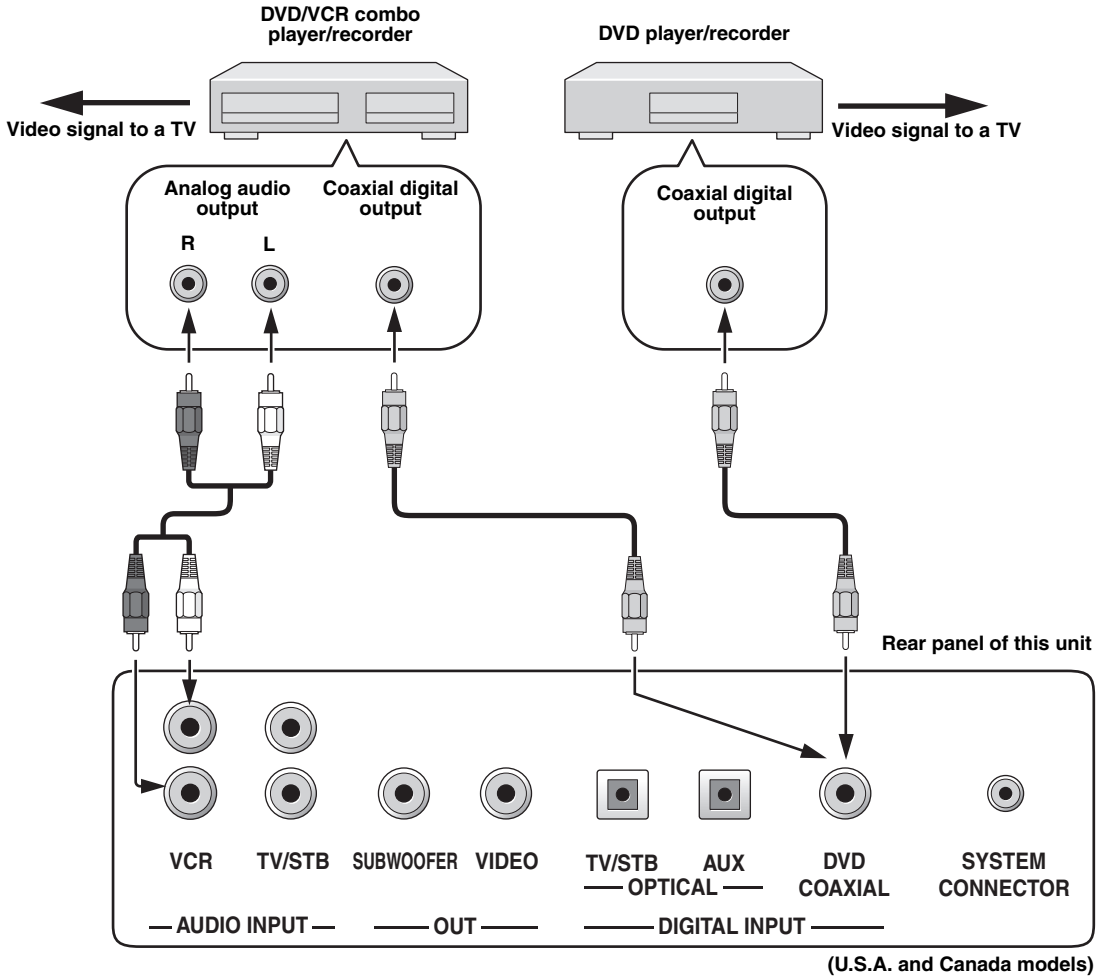 DVD/VCR combo
player/recorder
DVD player/recorder
Video signal to a TV
Video signal to a TV
Analog audio
output
Coaxial digital
output
R
L
Coaxial digital
output
Rear panel of this unit
VCR
TV/STB
SUBWOOFER
VIDEO
TV/STB
AUX
OPTICAL
DVD
COAXIAL
SYSTEM
CONNECTOR
AUDIO INPUT
OUT
DIGITAL INPUT
(U.S.A. and Canada models)